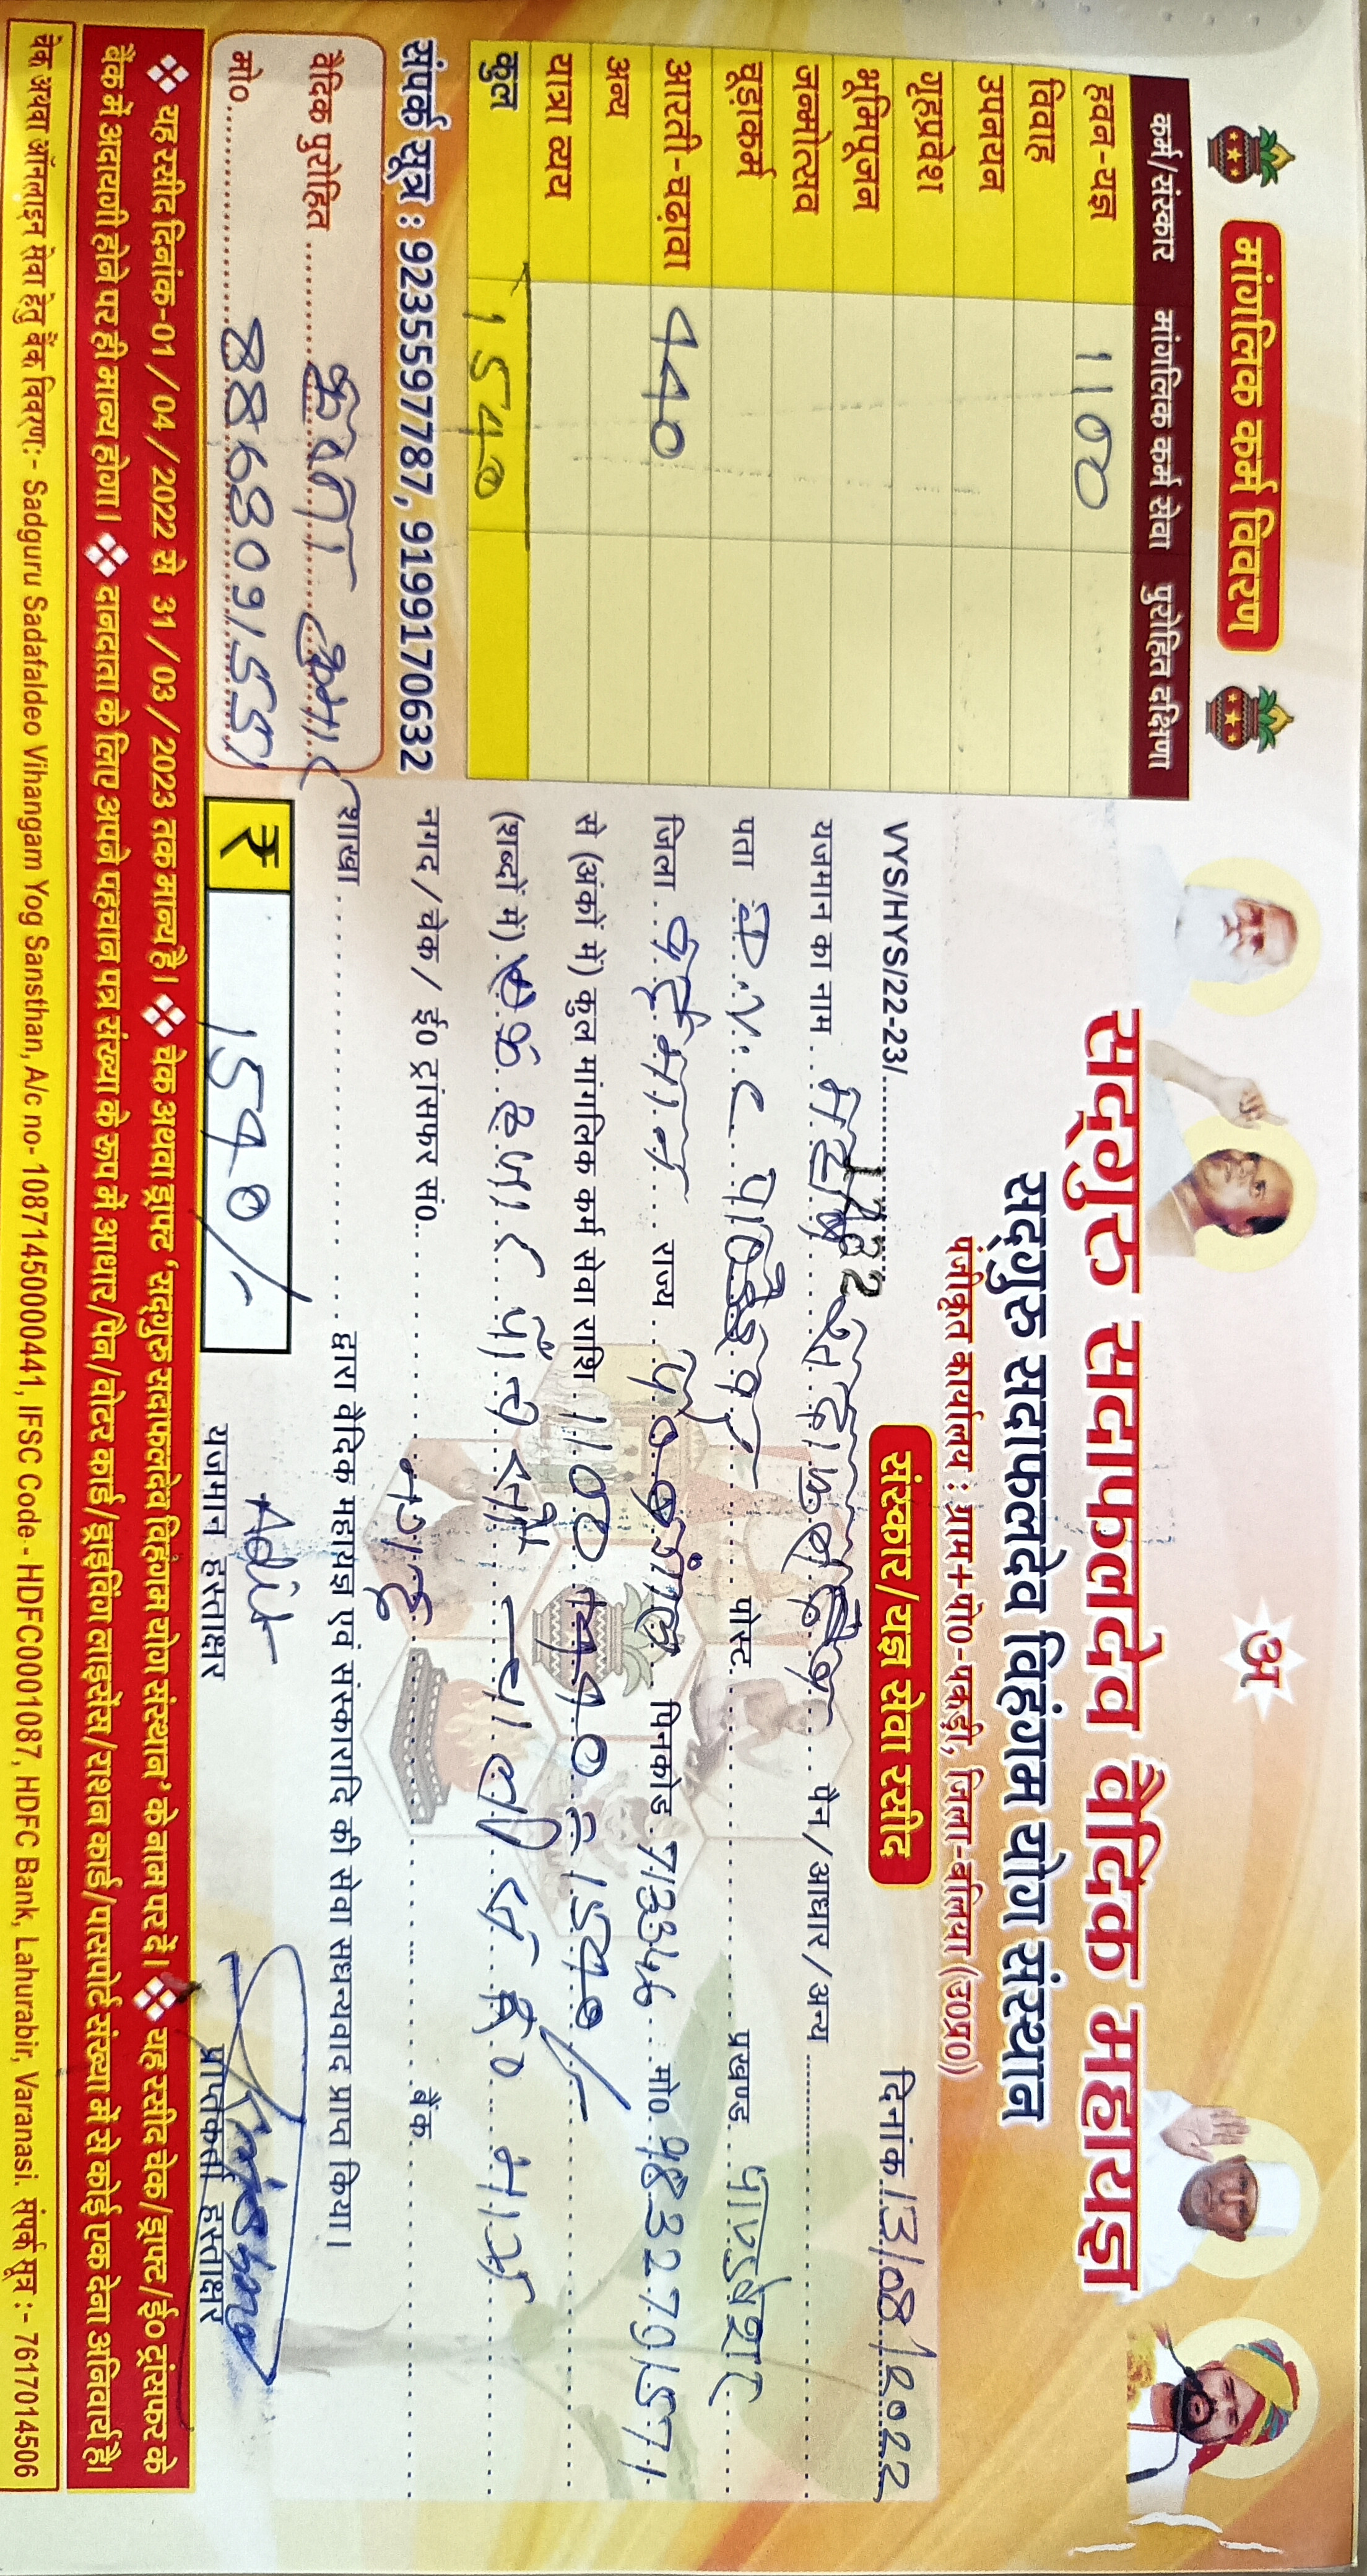 अ
सद्गुरु सदाफलदेव वैदिक महायज्ञ
सद्गुरु सदाफलदेव विहंगम योग संस्थान
पंजीकृत कार्यालय : ग्राम+पो०-पकड़ी, जिला-बलिया (उ०प्र०)
संस्कार/यज्ञ सेवा रसीद
मांगलिक कर्म विवरण
कर्म/संस्कार मांगलिक कर्म सेवा पुरोहित दक्षिणा
हवन-यज्ञ 1100
विवाह
उपनयन
गृहप्रवेश
भूमिपूजन
जन्मोत्सव
चूड़ाकर्म
आरती-चढ़ावा 440
अन्य
यात्रा व्यय
कुल 1540
संपर्क सूत्र : 9235597787, 9199170632
वैदिक पुरोहित
मो० 8868091555
VYS/HYS/22-23/ दिनांक 13/08/2022
यजमान का नाम पैन/आधार/अन्य
पता पोस्ट प्रखण्ड पाण्डवेश्वर
जिला वर्द्धमान राज्य प० बंगाल पिनकोड 713346 मो० 9832791571
से (अंकों में) कुल मांगलिक कर्म सेवा राशि 1100 + 440 = 1540/-
(शब्दों में) एक हजार पाँच सौ चालीस रू० मात्र
नगद/चेक/ ई० ट्रांसफर सं० नगद बैंक
शाखा द्वारा वैदिक महायज्ञ एवं संस्कारादि की सेवा सधन्यवाद प्राप्त किया।
₹ 1540/-
यजमान हस्ताक्षर प्राप्तकर्त्ता हस्ताक्षर
❖ यह रसीद दिनांक-01/04/2022 से 31/03/2023 तक मान्य है। ❖ चेक अथवा ड्राफ्ट 'सद्गुरु सदाफलदेव विहंगम योग संस्थान' के नाम पर दें। ❖ यह रसीद चेक/ड्राफ्ट/ई० ट्रांसफर के
बैंक में अदायगी होने पर ही मान्य होगा। ❖ दानदाता के लिए अपने पहचान पत्र संख्या के रूप में आधार/पैन/वोटर कार्ड/ड्राइविंग लाइसेंस/राशन कार्ड/पासपोर्ट संख्या में से कोई एक देना अनिवार्य है।
चेक अथवा ऑनलाइन सेवा हेतु बैंक विवरण:- Sadguru Sadafaldeo Vihangam Yog Sansthan, A/c no- 10871450000441, IFSC Code - HDFC0001087, HDFC Bank, Lahurabir, Varanasi. संपर्क सूत्र :- 7617014506